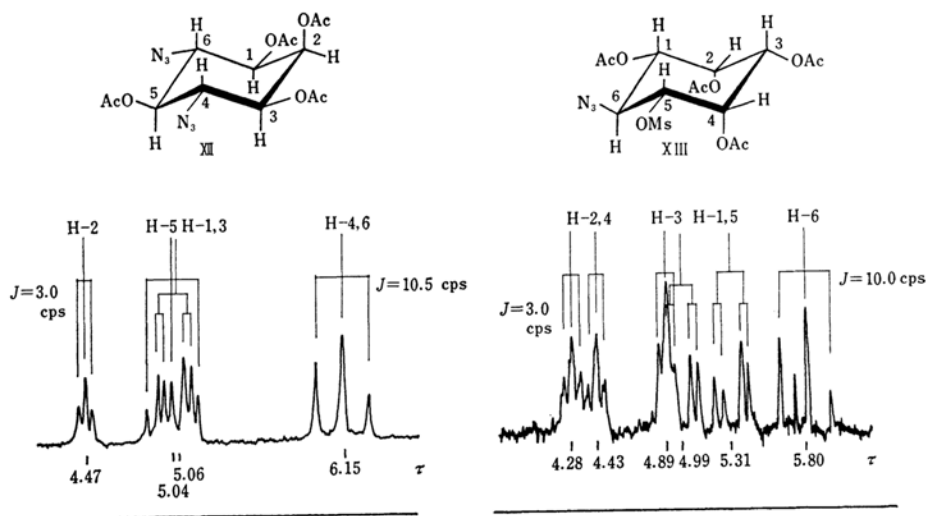 OAc
H
H
6
OAc
2
N₃
1
H
H
H
5
4
OAc
AcO
3
N₃
H
H
XII
H
H
3
1
H
AcO
2
H
OAc
6
AcO
N₃
5
H
4
OMs
H
OAc
XIII
H-2
H-5
H-1,3
H-4,6
J=3.0
cps
J=10.5 cps
4.47
5.06
5.04
6.15
τ
H-2,4
H-3
H-1,5
H-6
J=3.0
cps
J=10.0 cps
4.28
4.43
4.89
4.99
5.31
5.80
τ